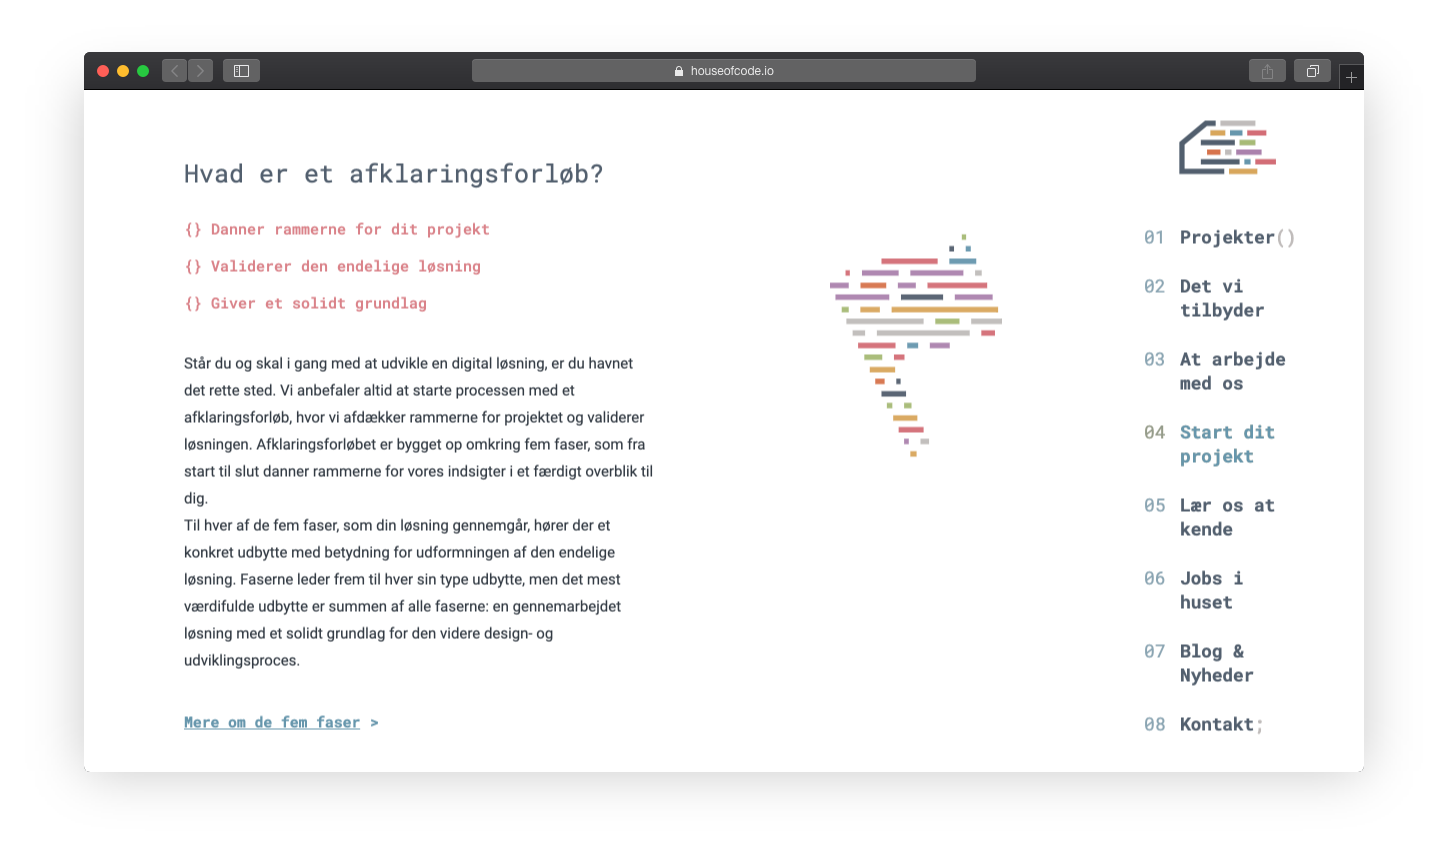 houseofcode.io
Hvad er et afklaringsforløb?
{} Danner rammerne for dit projekt
{} Validerer den endelige løsning
{} Giver et solidt grundlag
Står du og skal i gang med at udvikle en digital løsning, er du havnet
det rette sted. Vi anbefaler altid at starte processen med et
afklaringsforløb, hvor vi afdækker rammerne for projektet og validerer
løsningen. Afklaringsforløbet er bygget op omkring fem faser, som fra
start til slut danner rammerne for vores indsigter i et færdigt overblik til
dig.
Til hver af de fem faser, som din løsning gennemgår, hører der et
konkret udbytte med betydning for udformningen af den endelige
løsning. Faserne leder frem til hver sin type udbytte, men det mest
værdifulde udbytte er summen af alle faserne: en gennemarbejdet
løsning med et solidt grundlag for den videre design- og
udviklingsproces.
Mere om de fem faser >
01 Projekter()
02 Det vi
tilbyder
03 At arbejde
med os
04 Start dit
projekt
05 Lær os at
kende
06 Jobs i
huset
07 Blog &
Nyheder
08 Kontakt;